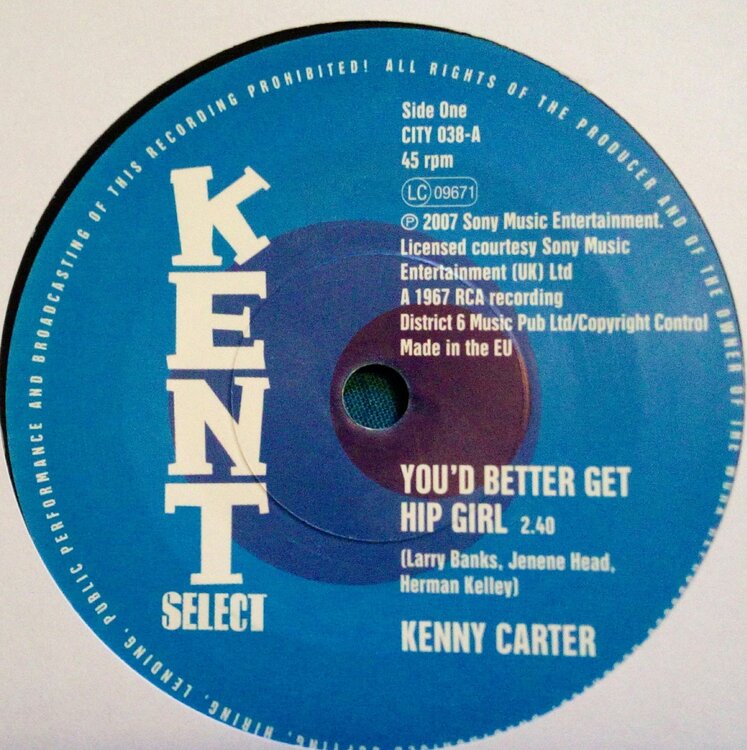 KENT
SELECT
Side One
CITY 038-A
45 rpm
LC 09671
℗ 2007 Sony Music Entertainment.
Licensed courtesy Sony Music
Entertainment (UK) Ltd
A 1967 RCA recording
District 6 Music Pub Ltd/Copyright Control
Made in the EU
YOU'D BETTER GET
HIP GIRL 2.40
(Larry Banks, Jenene Head,
Herman Kelley)
KENNY CARTER
HIRING, LENDING, PUBLIC PERFORMANCE AND BROADCASTING OF THIS RECORDING PROHIBITED! ALL RIGHTS OF THE PRODUCER AND OF THE OWNER OF THE WORK